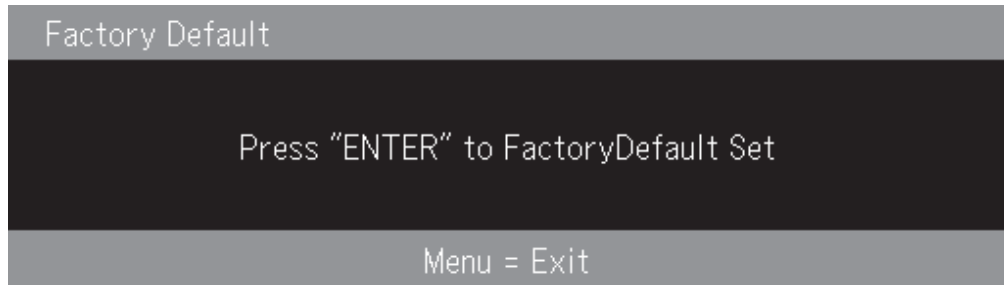 Factory Default
Press "ENTER" to FactoryDefault Set
Menu = Exit